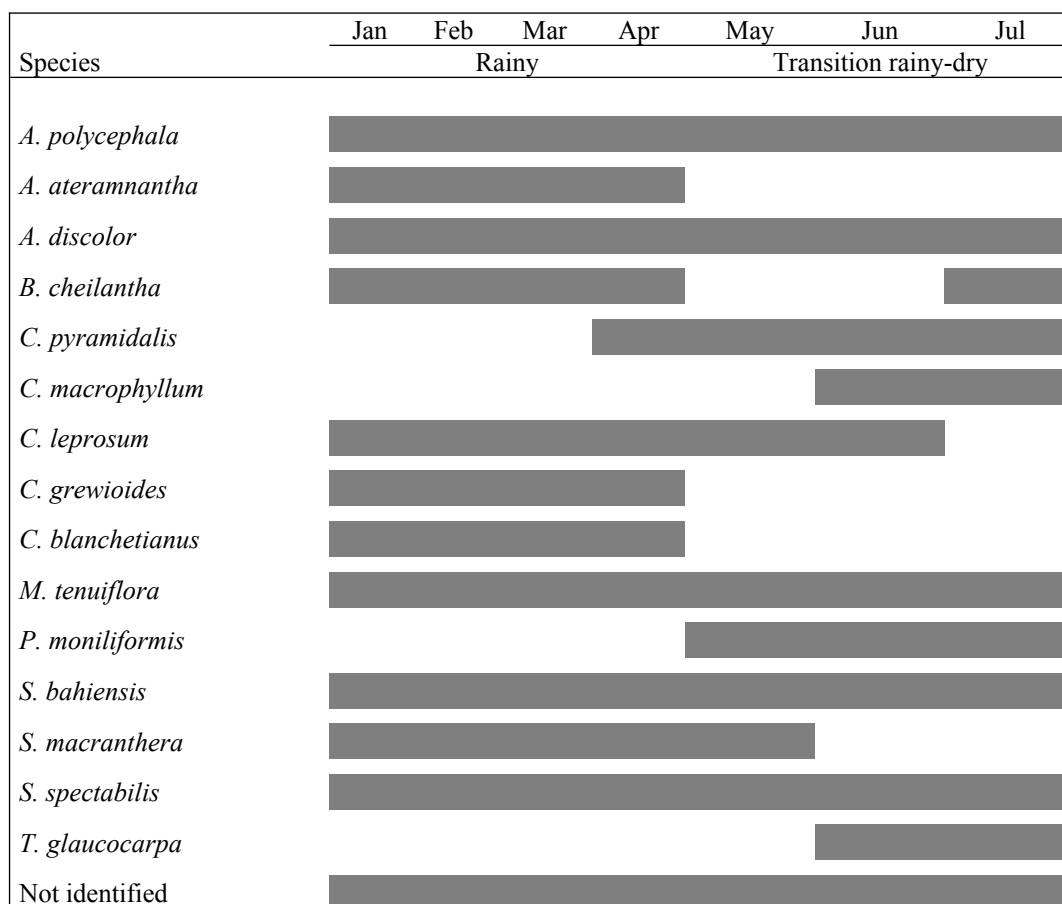 Jan Feb Mar Apr May Jun Jul
Species Rainy Transition rainy-dry
A. polycephala
A. ateramnantha
A. discolor
B. cheilantha
C. pyramidalis
C. macrophyllum
C. leprosum
C. grewioides
C. blanchetianus
M. tenuiflora
P. moniliformis
S. bahiensis
S. macranthera
S. spectabilis
T. glaucocarpa
Not identified